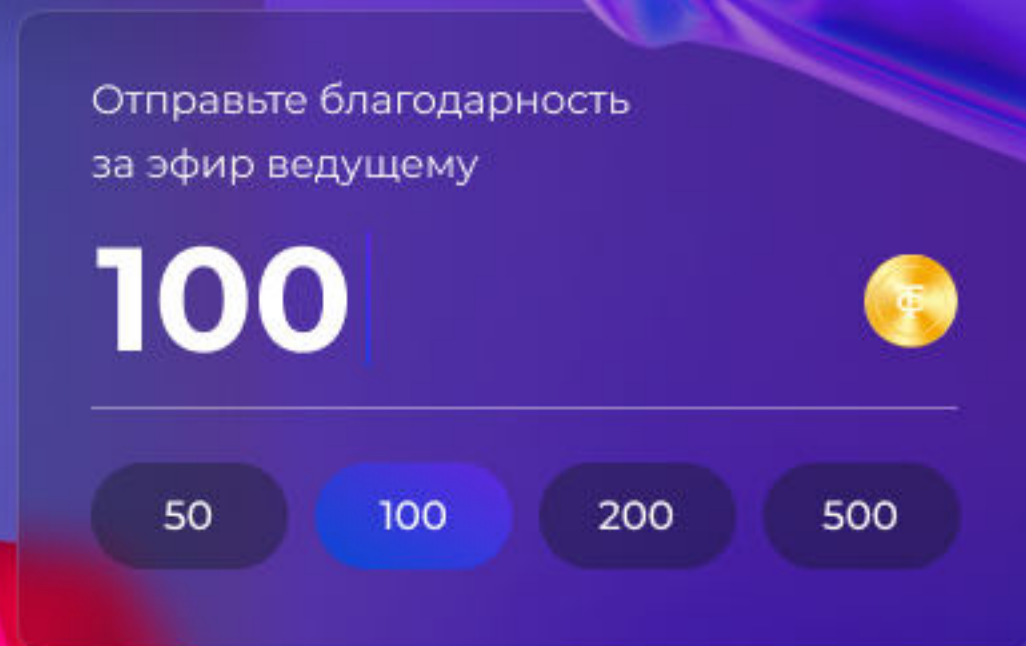 Отправьте благодарность
за эфир ведущему
100
50 100 200 500